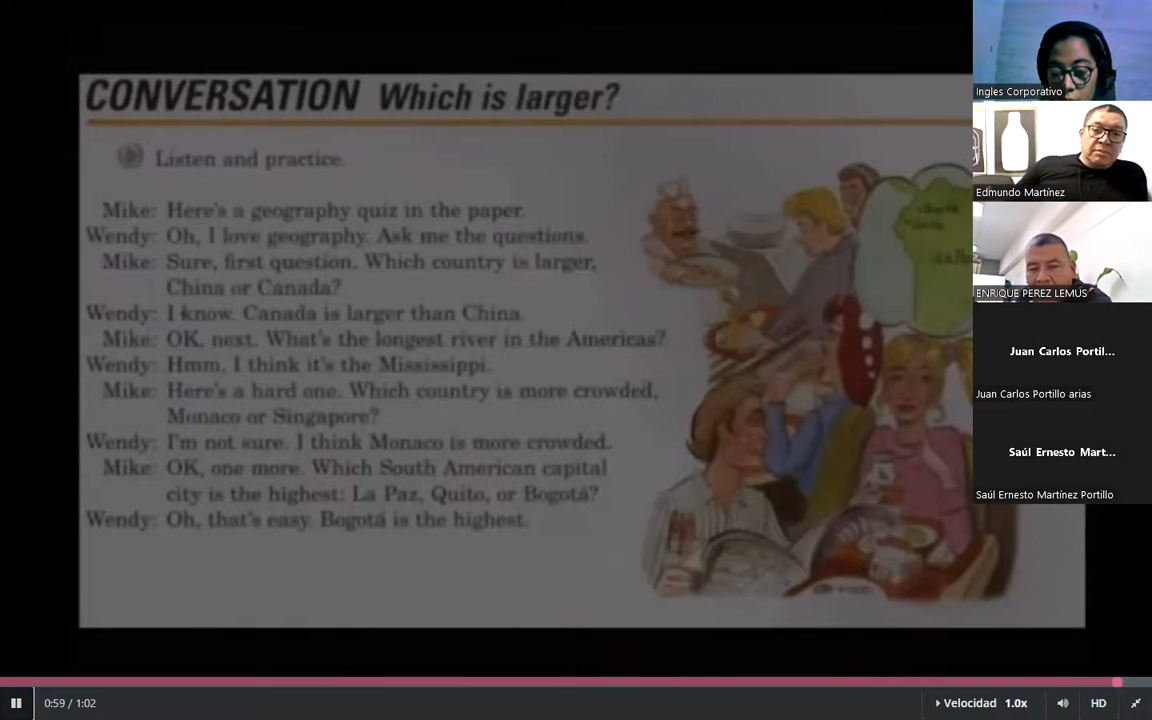 CONVERSATION Which is larger?
Listen and practice.
Mike: Here's a geography quiz in the paper.
Wendy: Oh, I love geography. Ask me the questions.
Mike: Sure, first question. Which country is larger,
China or Canada?
Wendy: I know. Canada is larger than China.
Mike: OK, next. What's the longest river in the Americas?
Wendy: Hmm, I think it's the Mississippi.
Mike: Here's a hard one. Which country is more crowded,
Monaco or Singapore?
Wendy: I'm not sure. I think Monaco is more crowded.
Mike: OK, one more. Which South American capital
city is the highest: La Paz, Quito, or Bogotá?
Wendy: Oh, that's easy. Bogotá is the highest.
Ingles Corporativo
Edmundo Martínez
ENRIQUE PEREZ LEMUS
Juan Carlos Portil...
Juan Carlos Portillo arias
Saúl Ernesto Mart...
Saúl Ernesto Martínez Portillo
0:59 / 1:02
Velocidad 1.0x
HD